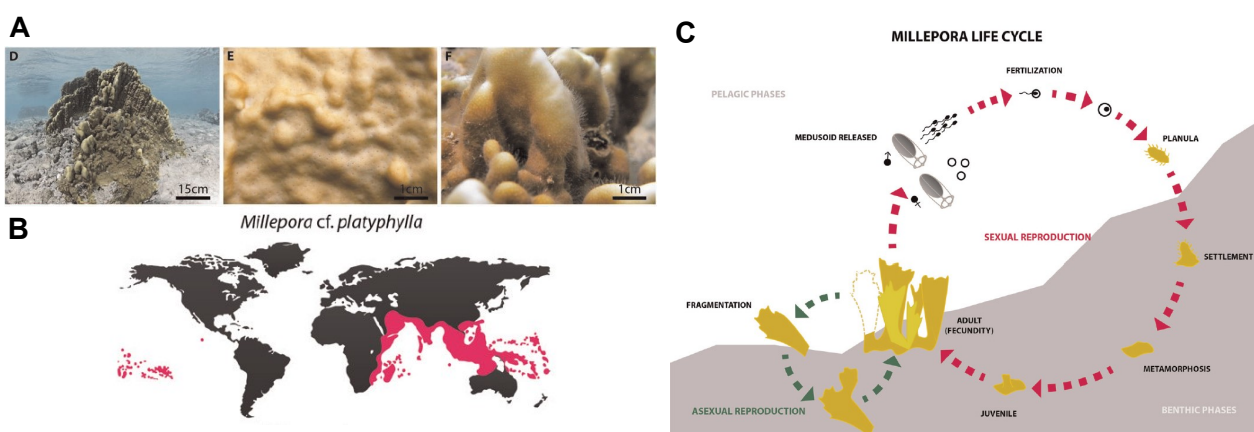 A
D
E
F
15cm
1cm
1cm
B
Millepora cf. platyphylla
C
MILLEPORA LIFE CYCLE
FERTILIZATION
PELAGIC PHASES
MEDUSOID RELEASED
PLANULA
SEXUAL REPRODUCTION
SETTLEMENT
FRAGMENTATION
ADULT
(FECUNDITY)
METAMORPHOSIS
JUVENILE
ASEXUAL REPRODUCTION
BENTHIC PHASES